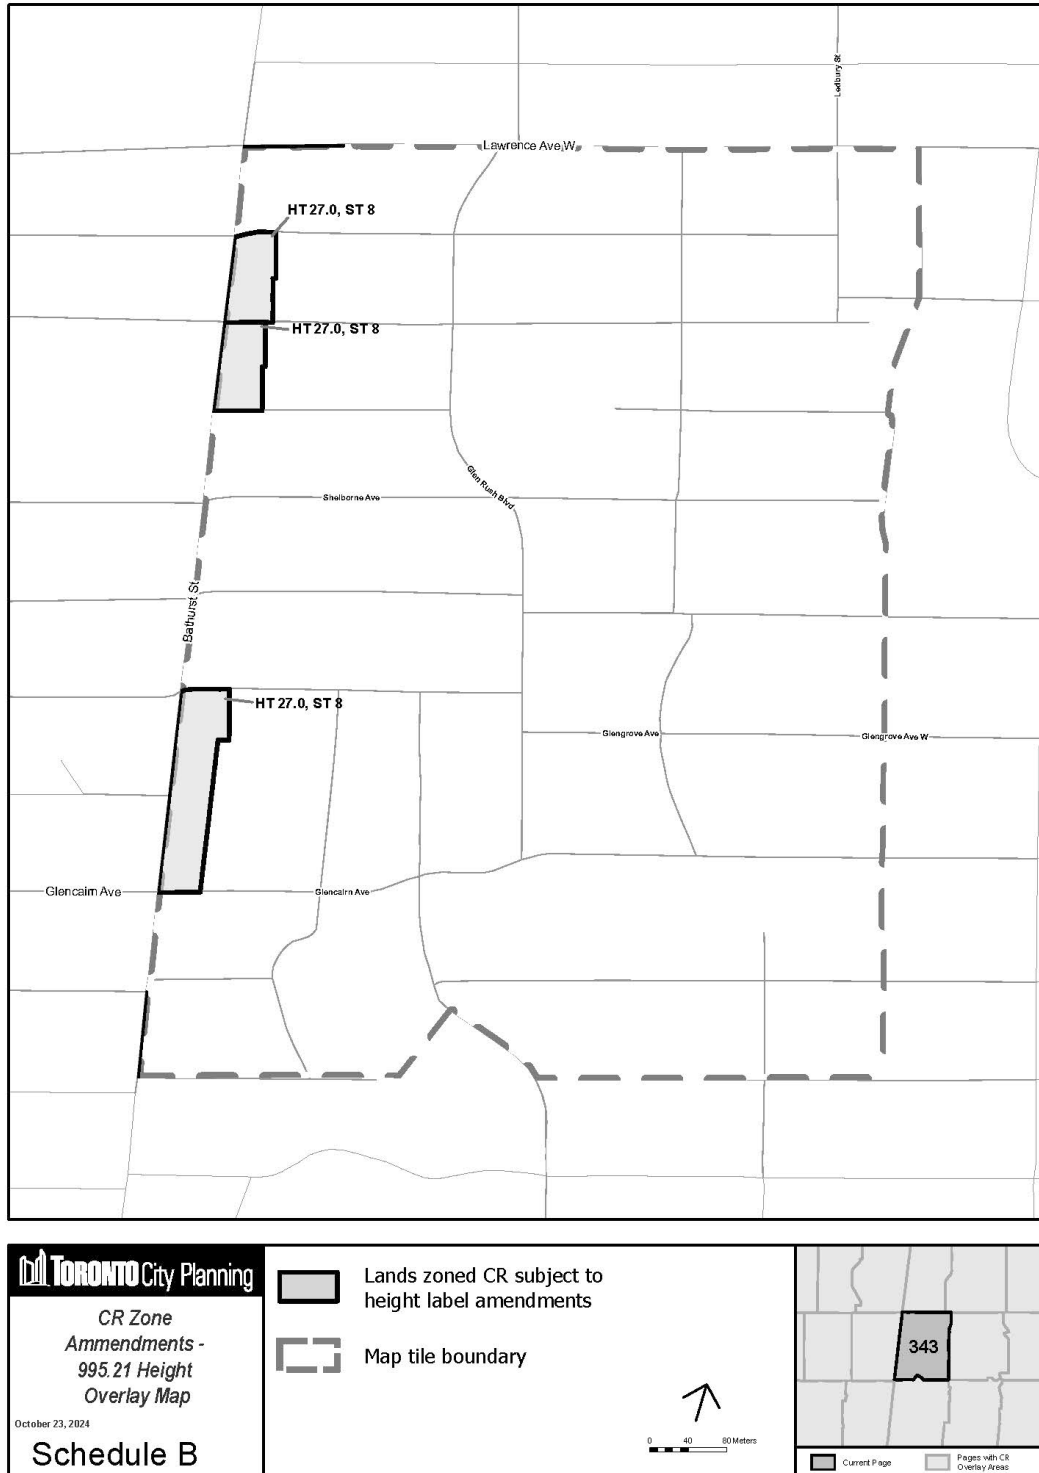 Ledbury St
Lawrence Ave W
HT 27.0, ST 8
HT 27.0, ST 8
Glen Rush Blvd
Shelborne Ave
Bathurst St
HT 27.0, ST 8
Glengrove Ave
Glengrove Ave W
Glencairn Ave
Glencairn Ave
TORONTO City Planning
CR Zone
Ammendments -
995.21 Height
Overlay Map
October 23, 2024
Schedule B
Lands zoned CR subject to
height label amendments
Map tile boundary
0 40 80 Meters
343
Current Page
Pages with CR
Overlay Areas